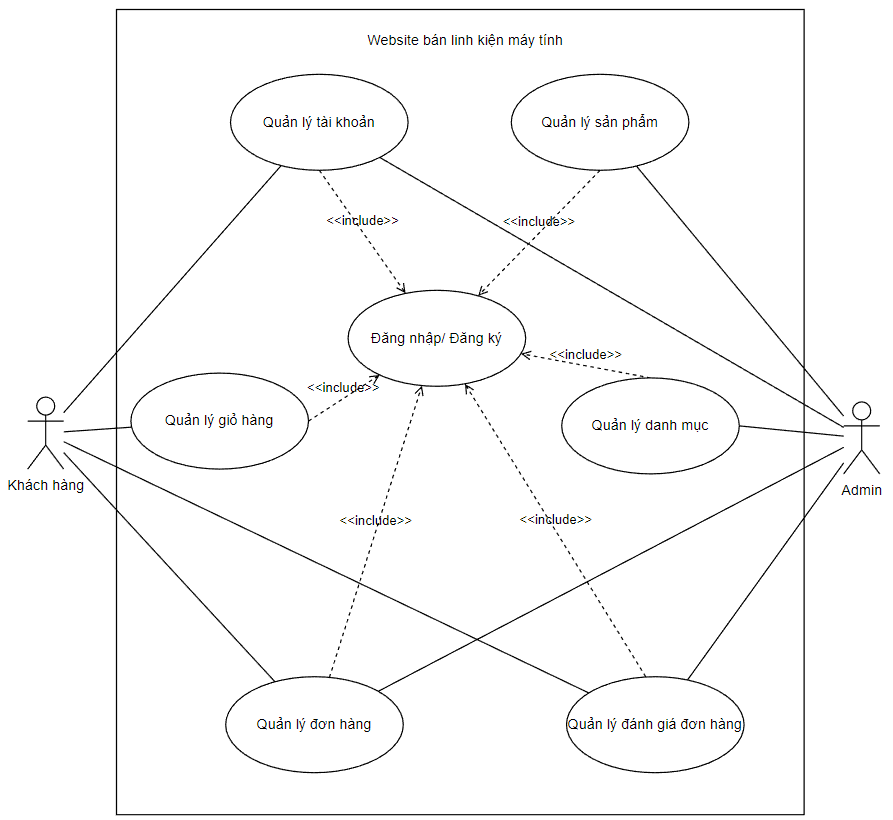 Website bán linh kiện máy tính
Quản lý tài khoản
Quản lý sản phẩm
<<include>>
<<include>>
Đăng nhập/ Đăng ký
<<include>>
<<include>>
Quản lý giỏ hàng
Quản lý danh mục
Khách hàng
Admin
<<include>>
<<include>>
Quản lý đơn hàng
Quản lý đánh giá đơn hàng